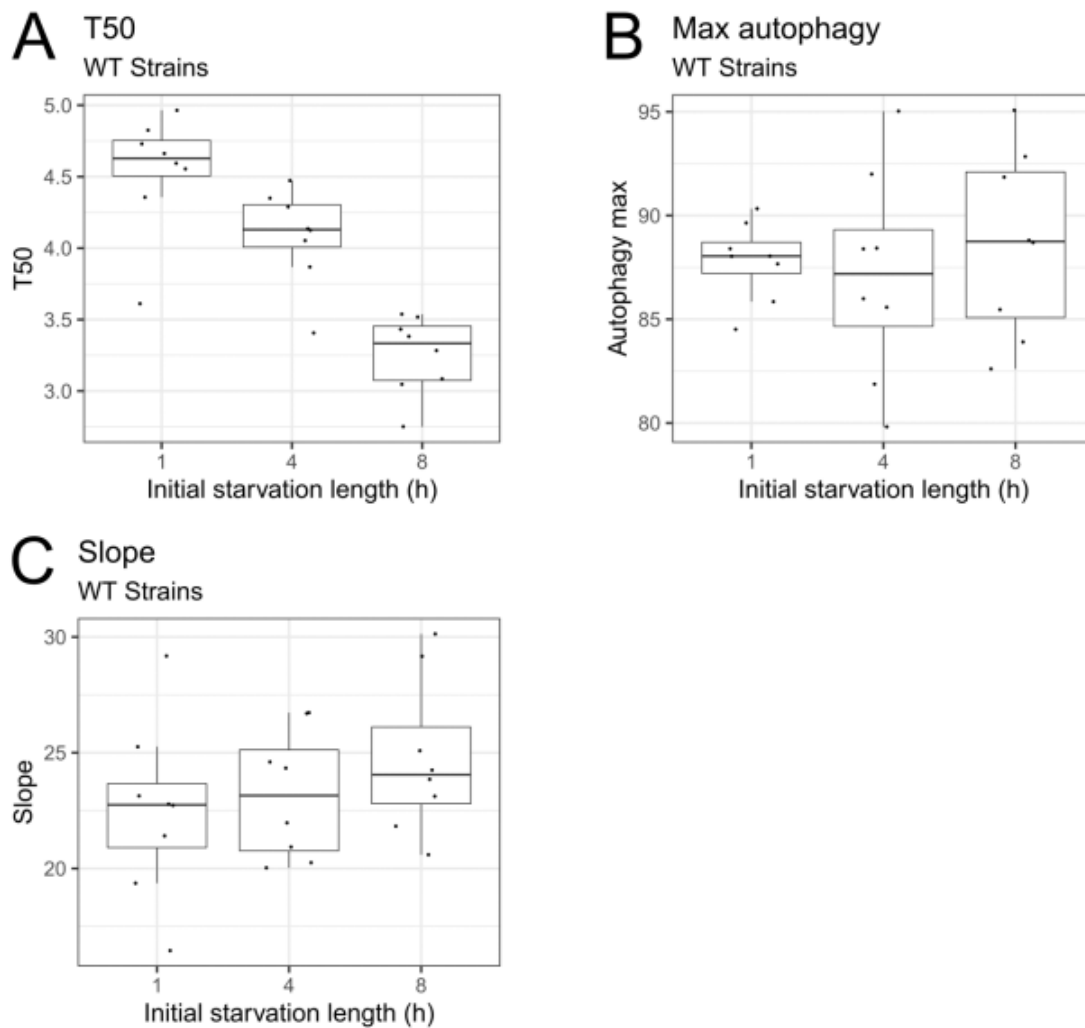 A T50
WT Strains
T50
5.0
4.5
4.0
3.5
3.0
1 4 8
Initial starvation length (h)
B Max autophagy
WT Strains
Autophagy max
95
90
85
80
1 4 8
Initial starvation length (h)
C Slope
WT Strains
Slope
30
25
20
1 4 8
Initial starvation length (h)